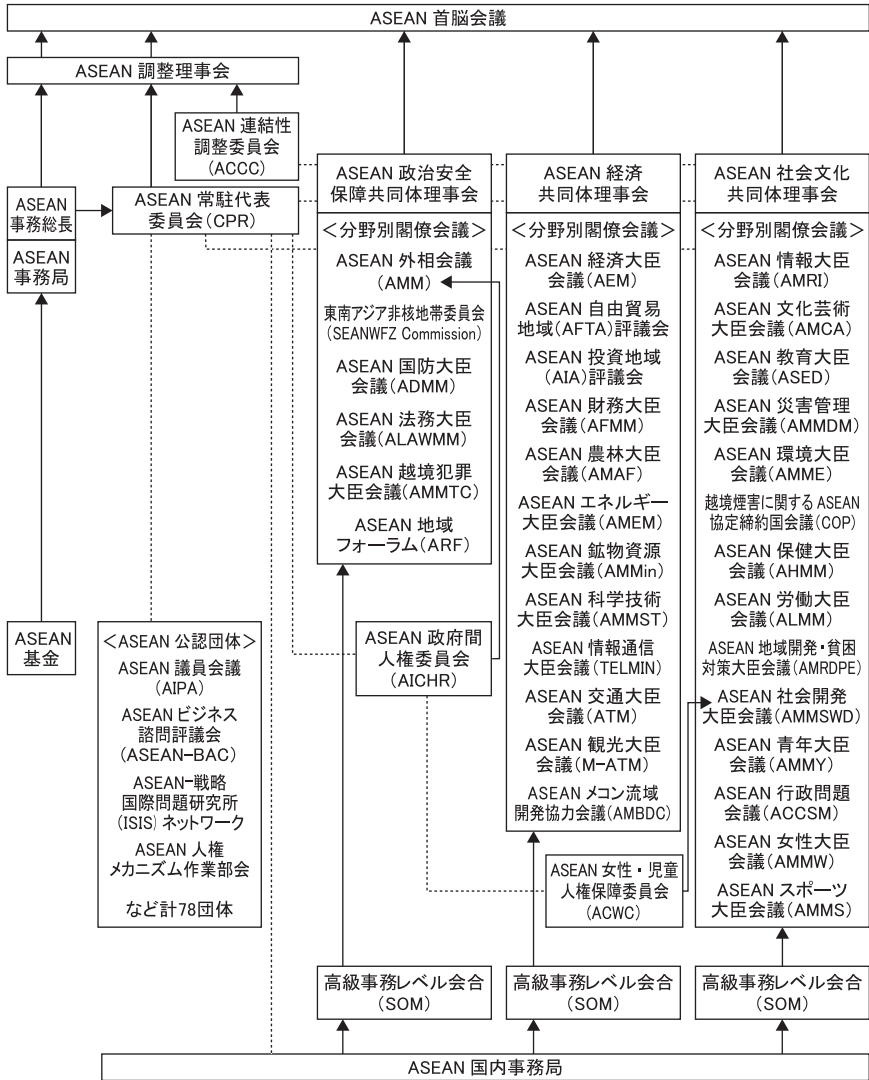 ASEAN 首脳会議
ASEAN 調整理事会
ASEAN 連結性
調整委員会
(ACCC)
ASEAN
事務総長
ASEAN
事務局
ASEAN 常駐代表
委員会(CPR)
ASEAN 政治安全
保障共同体理事会
<分野別閣僚会議>
ASEAN 外相会議
(AMM)
東南アジア非核地帯委員会
(SEANWFZ Commission)
ASEAN 国防大臣
会議(ADMM)
ASEAN 法務大臣
会議(ALAWMM)
ASEAN 越境犯罪
大臣会議(AMMTC)
ASEAN 地域
フォーラム(ARF)
ASEAN 経済
共同体理事会
<分野別閣僚会議>
ASEAN 経済大臣
会議(AEM)
ASEAN 自由貿易
地域(AFTA)評議会
ASEAN 投資地域
(AIA)評議会
ASEAN 財務大臣
会議(AFMM)
ASEAN 農林大臣
会議(AMAF)
ASEAN エネルギー
大臣会議(AMEM)
ASEAN 鉱物資源
大臣会議(AMMin)
ASEAN 科学技術
大臣会議(AMMST)
ASEAN 情報通信
大臣会議(TELMIN)
ASEAN 交通大臣
会議(ATM)
ASEAN 観光大臣
会議(M-ATM)
ASEAN メコン流域
開発協力会議(AMBDC)
ASEAN 社会文化
共同体理事会
<分野別閣僚会議>
ASEAN 情報大臣
会議(AMRI)
ASEAN 文化芸術
大臣会議(AMCA)
ASEAN 教育大臣
会議(ASED)
ASEAN 災害管理
大臣会議(AMMDM)
ASEAN 環境大臣
会議(AMME)
越境煙害に関する ASEAN
協定締約国会議(COP)
ASEAN 保健大臣
会議(AHMM)
ASEAN 労働大臣
会議(ALMM)
ASEAN 地域開発・貧困
対策大臣会議(AMRDPE)
ASEAN 社会開発
大臣会議(AMMSWD)
ASEAN 青年大臣
会議(AMMY)
ASEAN 行政問題
会議(ACCSM)
ASEAN 女性大臣
会議(AMMW)
ASEAN スポーツ
大臣会議(AMMS)
ASEAN
基金
<ASEAN 公認団体>
ASEAN 議員会議
(AIPA)
ASEAN ビジネス
諮問評議会
(ASEAN-BAC)
ASEAN-戦略
国際問題研究所
(ISIS) ネットワーク
ASEAN 人権
メカニズム作業部会
など計78団体
ASEAN 政府間
人権委員会
(AICHR)
ASEAN 女性・児童
人権保障委員会
(ACWC)
高級事務レベル会合
(SOM)
高級事務レベル会合
(SOM)
高級事務レベル会合
(SOM)
ASEAN 国内事務局